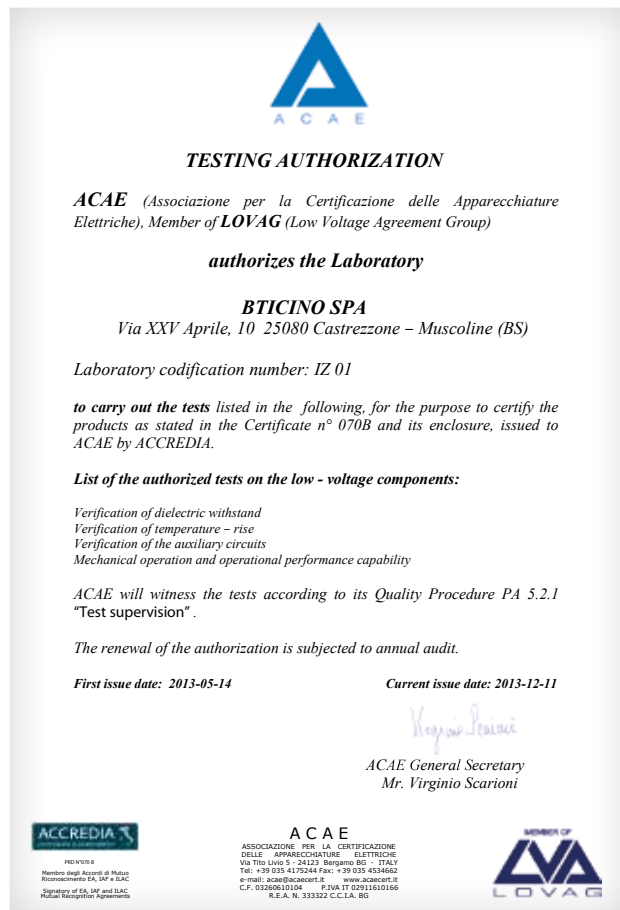 A C A E
TESTING AUTHORIZATION
ACAE (Associazione per la Certificazione delle Apparecchiature
Elettriche), Member of LOVAG (Low Voltage Agreement Group)
authorizes the Laboratory
BTICINO SPA
Via XXV Aprile, 10 25080 Castrezzone – Muscoline (BS)
Laboratory codification number: IZ 01
to carry out the tests listed in the following, for the purpose to certify the
products as stated in the Certificate n° 070B and its enclosure, issued to
ACAE by ACCREDIA.
List of the authorized tests on the low - voltage components:
Verification of dielectric withstand
Verification of temperature – rise
Verification of the auxiliary circuits
Mechanical operation and operational performance capability
ACAE will witness the tests according to its Quality Procedure PA 5.2.1
“Test supervision” .
The renewal of the authorization is subjected to annual audit.
First issue date: 2013-05-14 Current issue date: 2013-12-11
ACAE General Secretary
Mr. Virginio Scarioni
ACCREDIA
PRD N°070 B
Membro degli Accordi di Mutuo
Riconoscimento EA, IAF e ILAC
Signatory of EA, IAF and ILAC
Mutual Recognition Agreements
A C A E
ASSOCIAZIONE PER LA CERTIFICAZIONE
DELLE APPARECCHIATURE ELETTRICHE
Via Tito Livio 5 - 24123 Bergamo BG - ITALY
Tel: +39 035 4175244 Fax: +39 035 4534662
e-mail: acae@acaecert.it www.acaecert.it
C.F. 03260610104 P.IVA IT 02911610166
R.E.A. N. 333322 C.C.I.A. BG
MEMBER OF
LVA
LOVAG